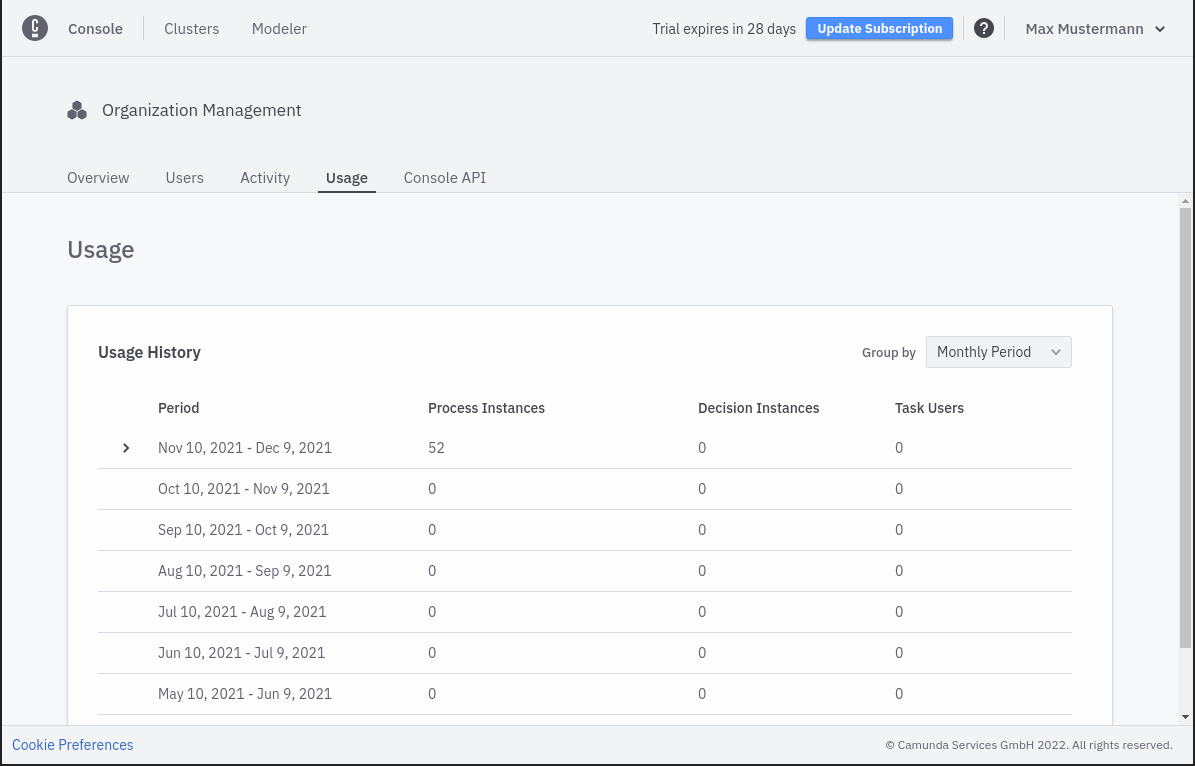 Console Clusters Modeler Trial expires in 28 days Update Subscription ? Max Mustermann
Organization Management
Overview Users Activity Usage Console API
Usage
Usage History Group by Monthly Period
Period Process Instances Decision Instances Task Users
Nov 10, 2021 - Dec 9, 2021 52 0 0
Oct 10, 2021 - Nov 9, 2021 0 0 0
Sep 10, 2021 - Oct 9, 2021 0 0 0
Aug 10, 2021 - Sep 9, 2021 0 0 0
Jul 10, 2021 - Aug 9, 2021 0 0 0
Jun 10, 2021 - Jul 9, 2021 0 0 0
May 10, 2021 - Jun 9, 2021 0 0 0
Cookie Preferences © Camunda Services GmbH 2022. All rights reserved.